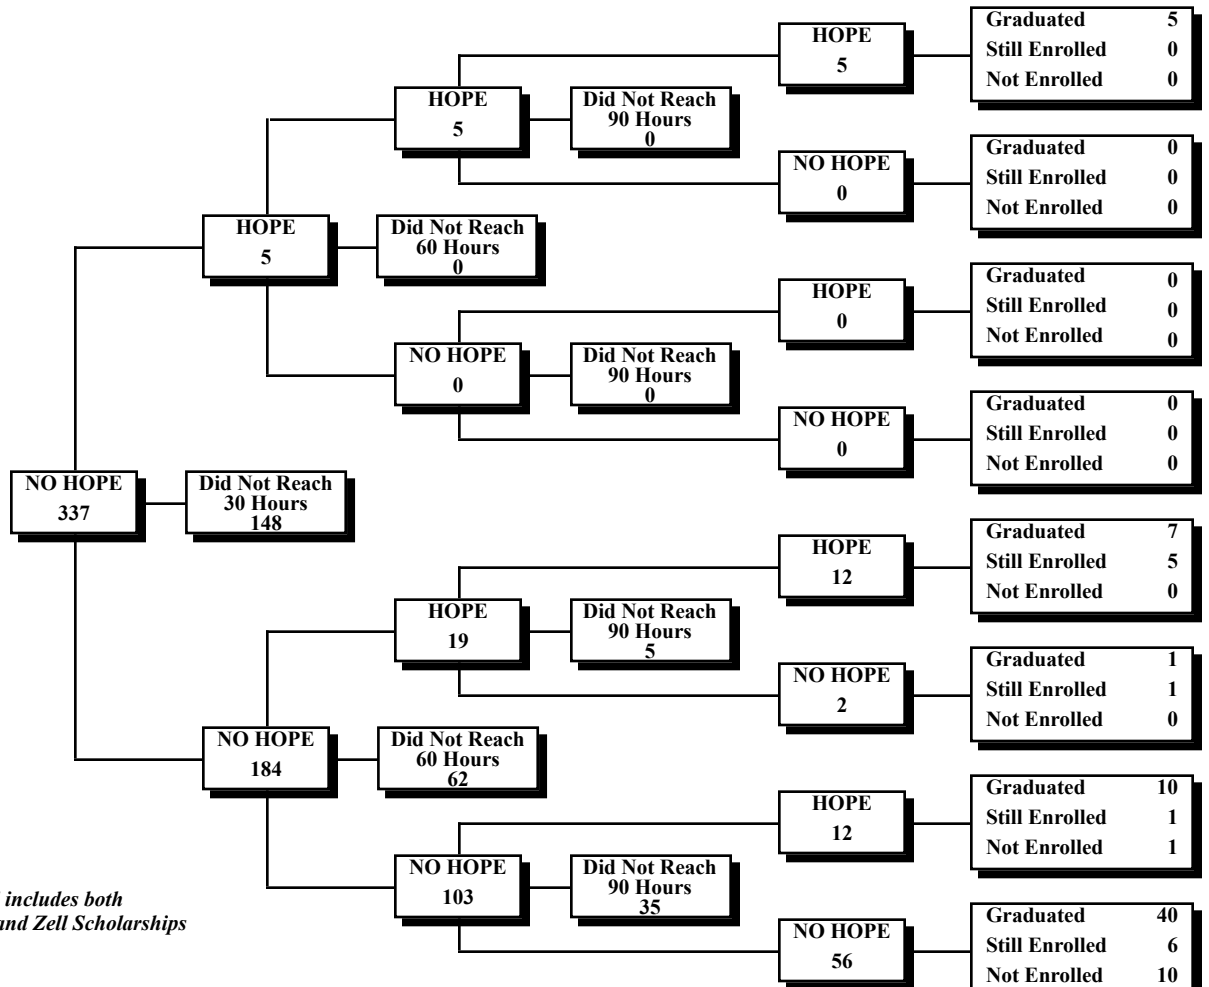 HOPE
5
Graduated 5
Still Enrolled 0
Not Enrolled 0
HOPE
5
Did Not Reach
90 Hours
0
NO HOPE
0
Graduated 0
Still Enrolled 0
Not Enrolled 0
HOPE
5
Did Not Reach
60 Hours
0
HOPE
0
Graduated 0
Still Enrolled 0
Not Enrolled 0
NO HOPE
0
Did Not Reach
90 Hours
0
NO HOPE
0
Graduated 0
Still Enrolled 0
Not Enrolled 0
NO HOPE
337
Did Not Reach
30 Hours
148
HOPE
12
Graduated 7
Still Enrolled 5
Not Enrolled 0
HOPE
19
Did Not Reach
90 Hours
5
NO HOPE
2
Graduated 1
Still Enrolled 1
Not Enrolled 0
NO HOPE
184
Did Not Reach
60 Hours
62
HOPE
12
Graduated 10
Still Enrolled 1
Not Enrolled 1
NO HOPE
103
Did Not Reach
90 Hours
35
NO HOPE
56
Graduated 40
Still Enrolled 6
Not Enrolled 10
includes both
and Zell Scholarships